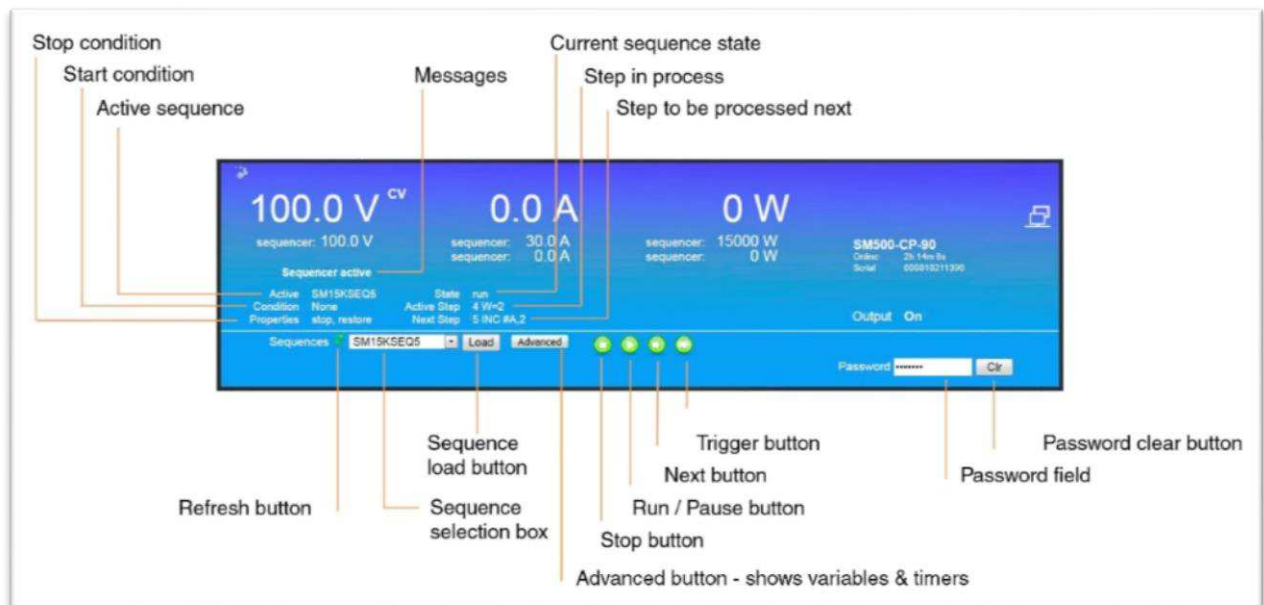 Stop condition
Start condition
Active sequence
Messages
Current sequence state
Step in process
Step to be processed next
100.0 V CV
0.0 A
0 W
sequencer: 100.0 V
sequencer: 30.0 A
sequencer: 15000 W
sequencer: 0.0 A
sequencer: 0 W
SM500-CP-90
Online 2h 14m 8s
Serial
Sequencer active
Active SM15KSEQ5
State run
Condition None
Active Step 4 W=2
Properties stop, restore
Next Step 5 INC #A,2
Output On
Sequences SM15KSEQ5 Load Advanced
Password Clr
Sequence
load button
Trigger button
Password clear button
Next button
Password field
Refresh button
Sequence
selection box
Run / Pause button
Stop button
Advanced button - shows variables & timers